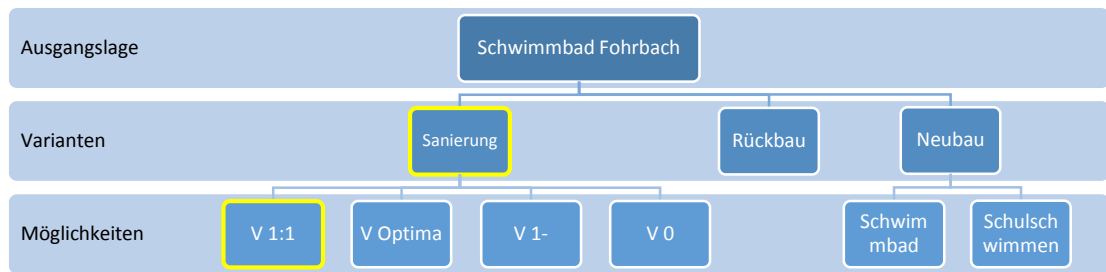 Ausgangslage
Schwimmbad Fohrbach
Varianten
Sanierung
Rückbau
Neubau
Möglichkeiten
V 1:1
V Optima
V 1-
V 0
Schwim
mbad
Schulsch
wimmen